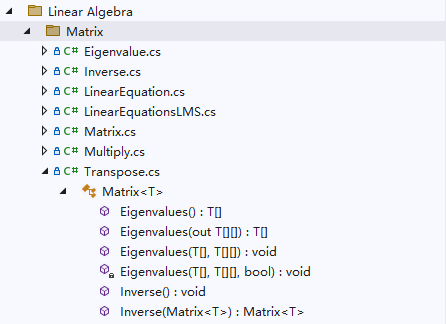 Linear Algebra
Matrix
C# Eigenvalue.cs
C# Inverse.cs
C# LinearEquation.cs
C# LinearEquationsLMS.cs
C# Matrix.cs
C# Multiply.cs
C# Transpose.cs
Matrix<T>
Eigenvalues() : T[]
Eigenvalues(out T[][]) : T[]
Eigenvalues(T[], T[][]) : void
Eigenvalues(T[], T[][], bool) : void
Inverse() : void
Inverse(Matrix<T>) : Matrix<T>